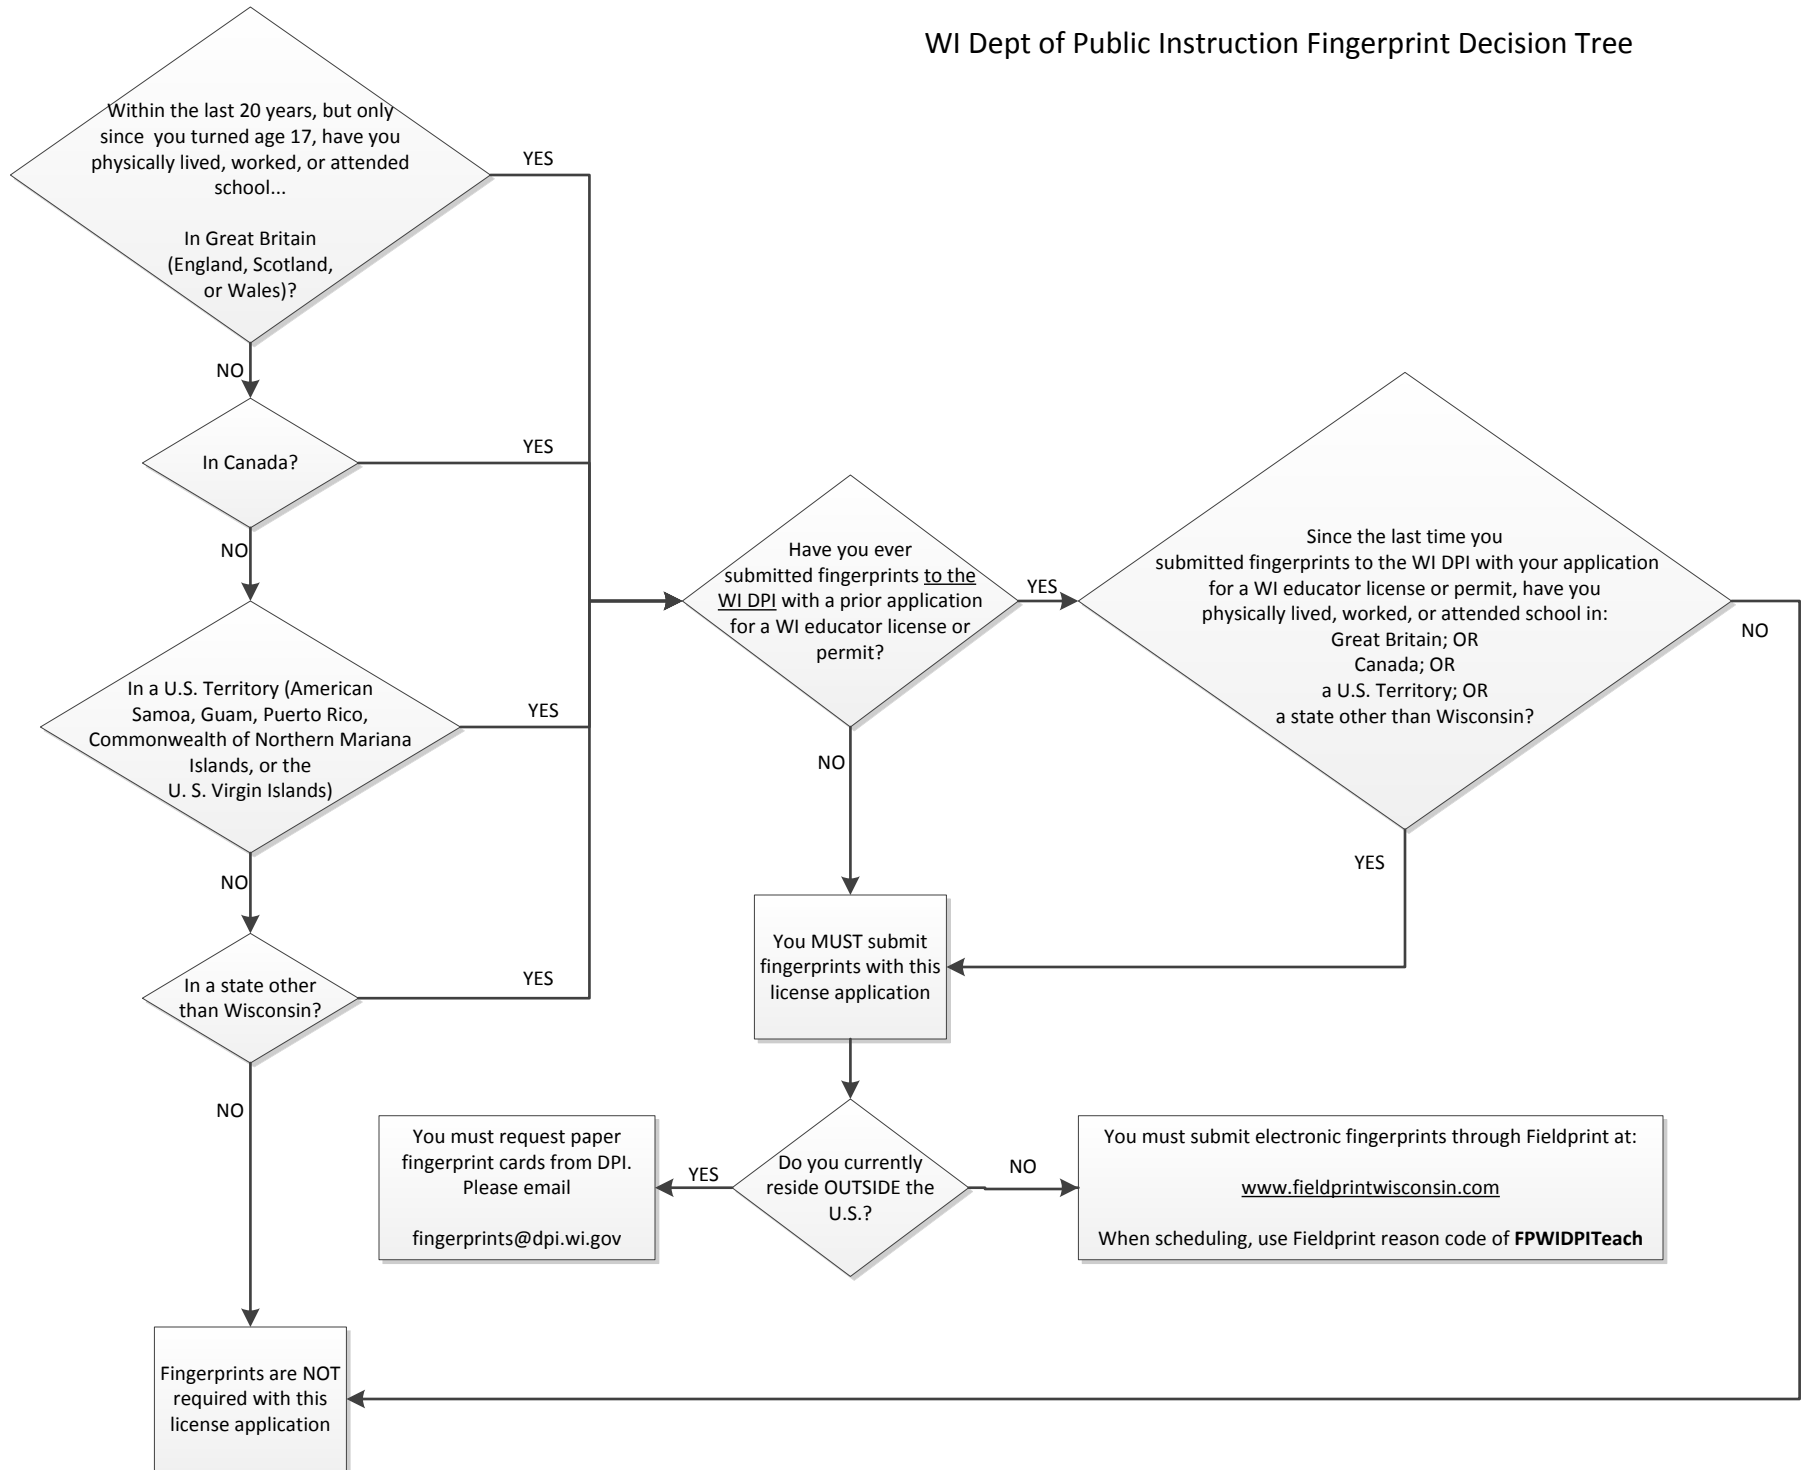 WI Dept of Public Instruction Fingerprint Decision Tree
Within the last 20 years, but only
since  you turned age 17, have you
physically lived, worked, or attended
school...
In Great Britain
(England, Scotland,
or Wales)?
YES
NO
In Canada?
YES
NO
In a U.S. Territory (American
Samoa, Guam, Puerto Rico,
Commonwealth of Northern Mariana
Islands, or the
U. S. Virgin Islands)
YES
NO
In a state other
than Wisconsin?
YES
NO
Have you ever
submitted fingerprints to the
WI DPI with a prior application
for a WI educator license or
permit?
YES
NO
Since the last time you
submitted fingerprints to the WI DPI with your application
for a WI educator license or permit, have you
physically lived, worked, or attended school in:
Great Britain; OR
Canada; OR
a U.S. Territory; OR
a state other than Wisconsin?
NO
YES
You MUST submit
fingerprints with this
license application
Do you currently
reside OUTSIDE the
U.S.?
YES
NO
You must request paper
fingerprint cards from DPI.
Please email
fingerprints@dpi.wi.gov
You must submit electronic fingerprints through Fieldprint at:
www.fieldprintwisconsin.com
When scheduling, use Fieldprint reason code of FPWIDPITeach
Fingerprints are NOT
required with this
license application